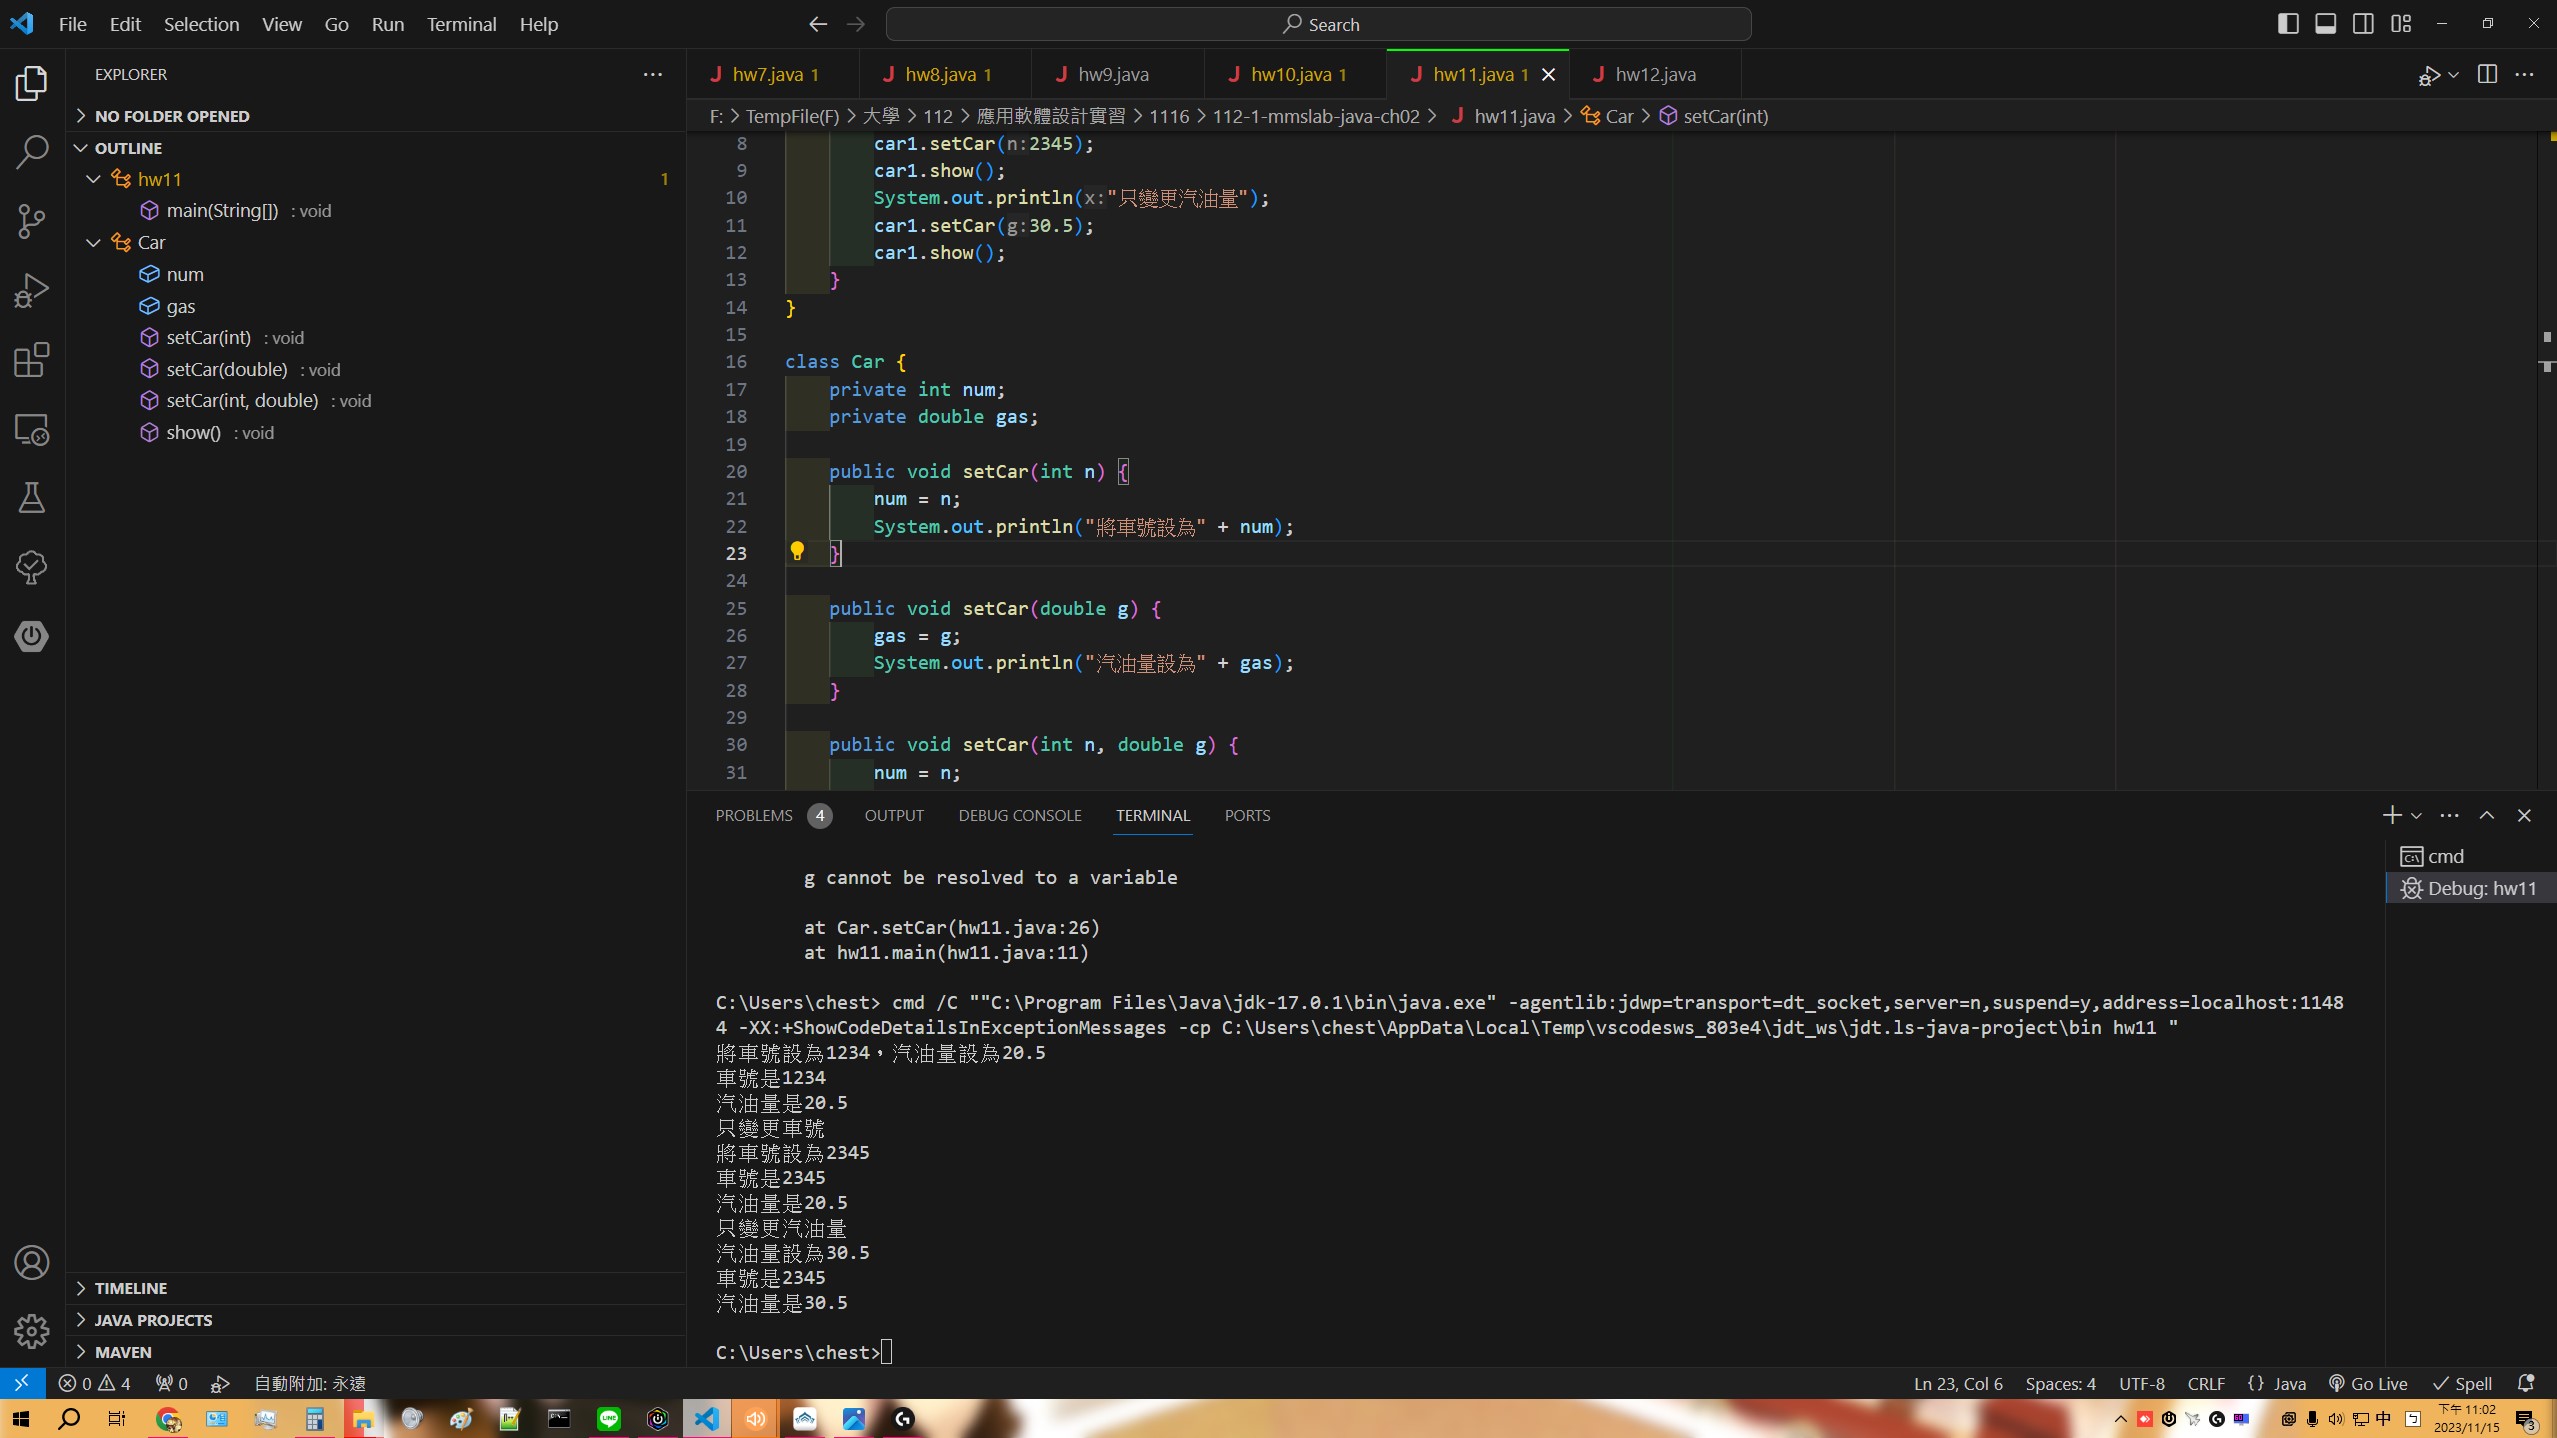 File Edit Selection View Go Run Terminal Help
Search
EXPLORER
NO FOLDER OPENED
OUTLINE
hw11 1
main(String[]) : void
Car
num
gas
setCar(int) : void
setCar(double) : void
setCar(int, double) : void
show() : void
TIMELINE
JAVA PROJECTS
MAVEN
hw7.java 1 hw8.java 1 hw9.java hw10.java 1 hw11.java 1 hw12.java
F: > TempFile(F) > 大學 > 112 > 應用軟體設計實習 > 1116 > 112-1-mmslab-java-ch02 > hw11.java > Car > setCar(int)
8 car1.setCar(n:2345);
9 car1.show();
10 System.out.println(x:"只變更汽油量");
11 car1.setCar(g:30.5);
12 car1.show();
13 }
14 }
15
16 class Car {
17 private int num;
18 private double gas;
19
20 public void setCar(int n) {
21 num = n;
22 System.out.println("將車號設為" + num);
23 }
24
25 public void setCar(double g) {
26 gas = g;
27 System.out.println("汽油量設為" + gas);
28 }
29
30 public void setCar(int n, double g) {
31 num = n;
PROBLEMS 4 OUTPUT DEBUG CONSOLE TERMINAL PORTS
cmd
Debug: hw11
g cannot be resolved to a variable
at Car.setCar(hw11.java:26)
at hw11.main(hw11.java:11)
C:\Users\chest> cmd /C ""C:\Program Files\Java\jdk-17.0.1\bin\java.exe" -agentlib:jdwp=transport=dt_socket,server=n,suspend=y,address=localhost:1148
4 -XX:+ShowCodeDetailsInExceptionMessages -cp C:\Users\chest\AppData\Local\Temp\vscodesws_803e4\jdt_ws\jdt.ls-java-project\bin hw11 "
將車號設為1234，汽油量設為20.5
車號是1234
汽油量是20.5
只變更車號
將車號設為2345
車號是2345
汽油量是20.5
只變更汽油量
汽油量設為30.5
車號是2345
汽油量是30.5
C:\Users\chest>
0 4 0 自動附加: 永遠 Ln 23, Col 6 Spaces: 4 UTF-8 CRLF {} Java Go Live Spell
LINE
中
下午 11:02
2023/11/15
3